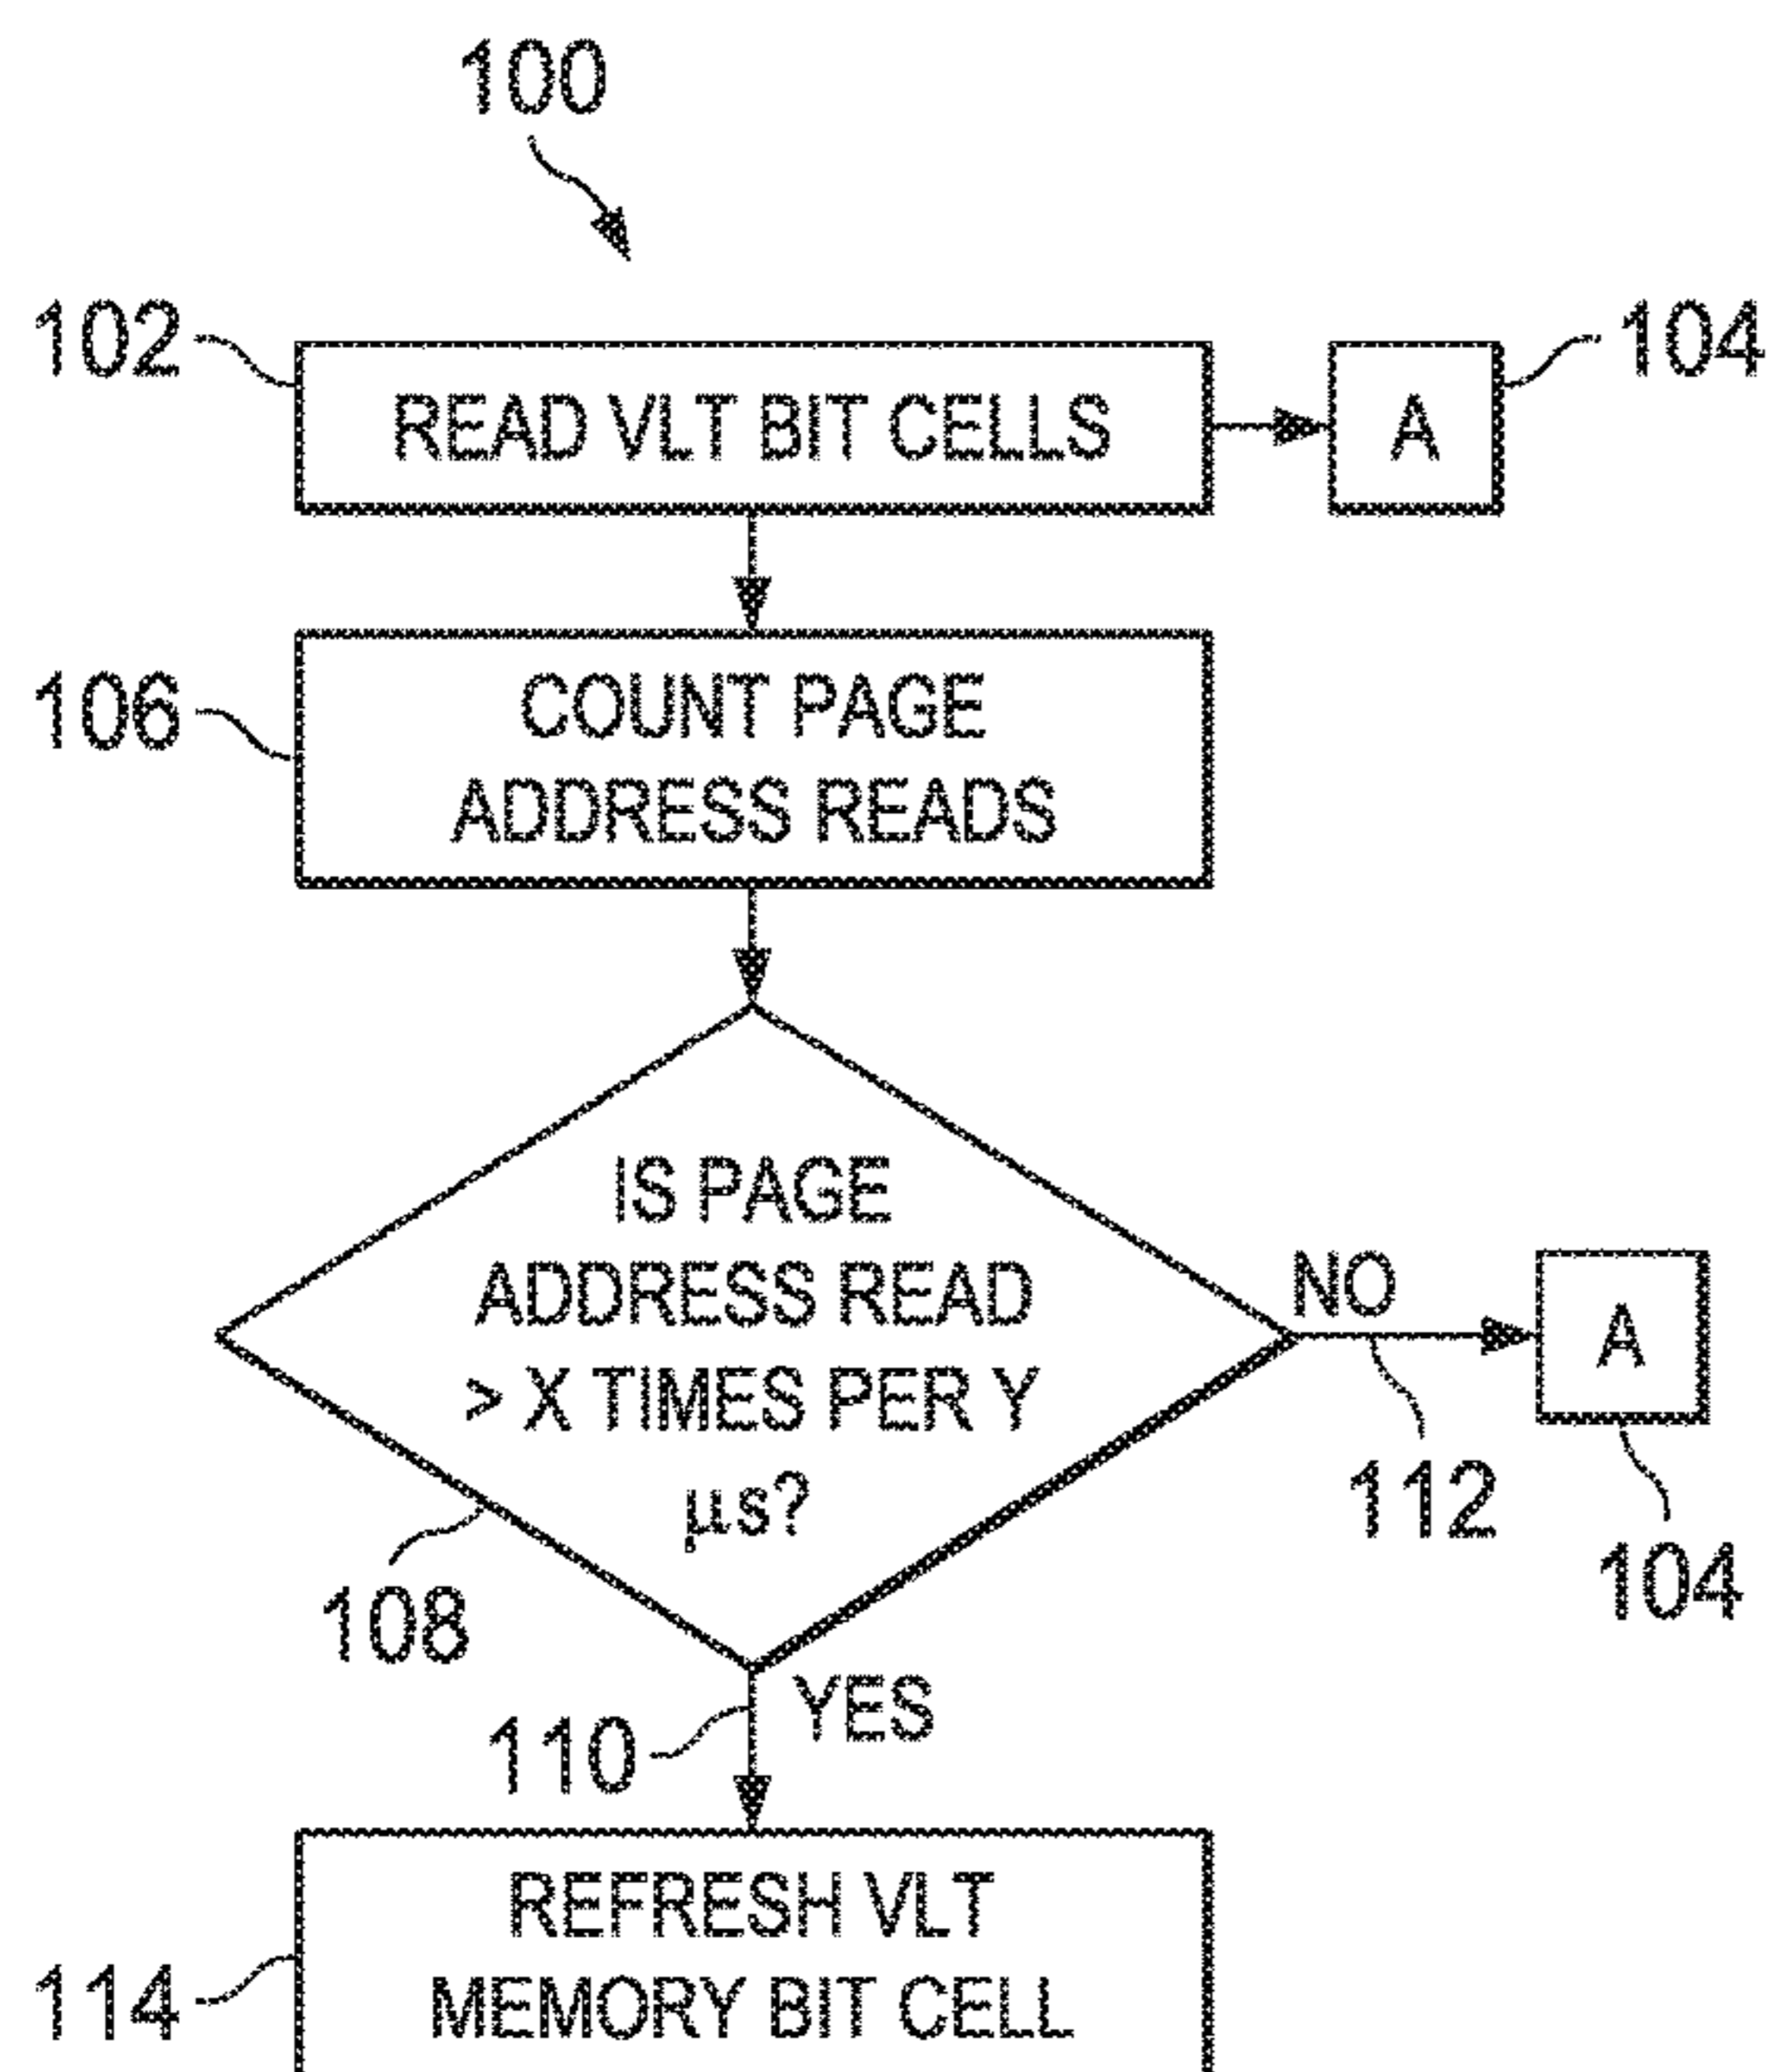 100
102
READ VLT BIT CELLS
A
104
106
COUNT PAGE
ADDRESS READS
IS PAGE
ADDRESS READ
> X TIMES PER Y
µs?
NO
A
112
104
108
YES
110
REFRESH VLT
MEMORY BIT CELL
114